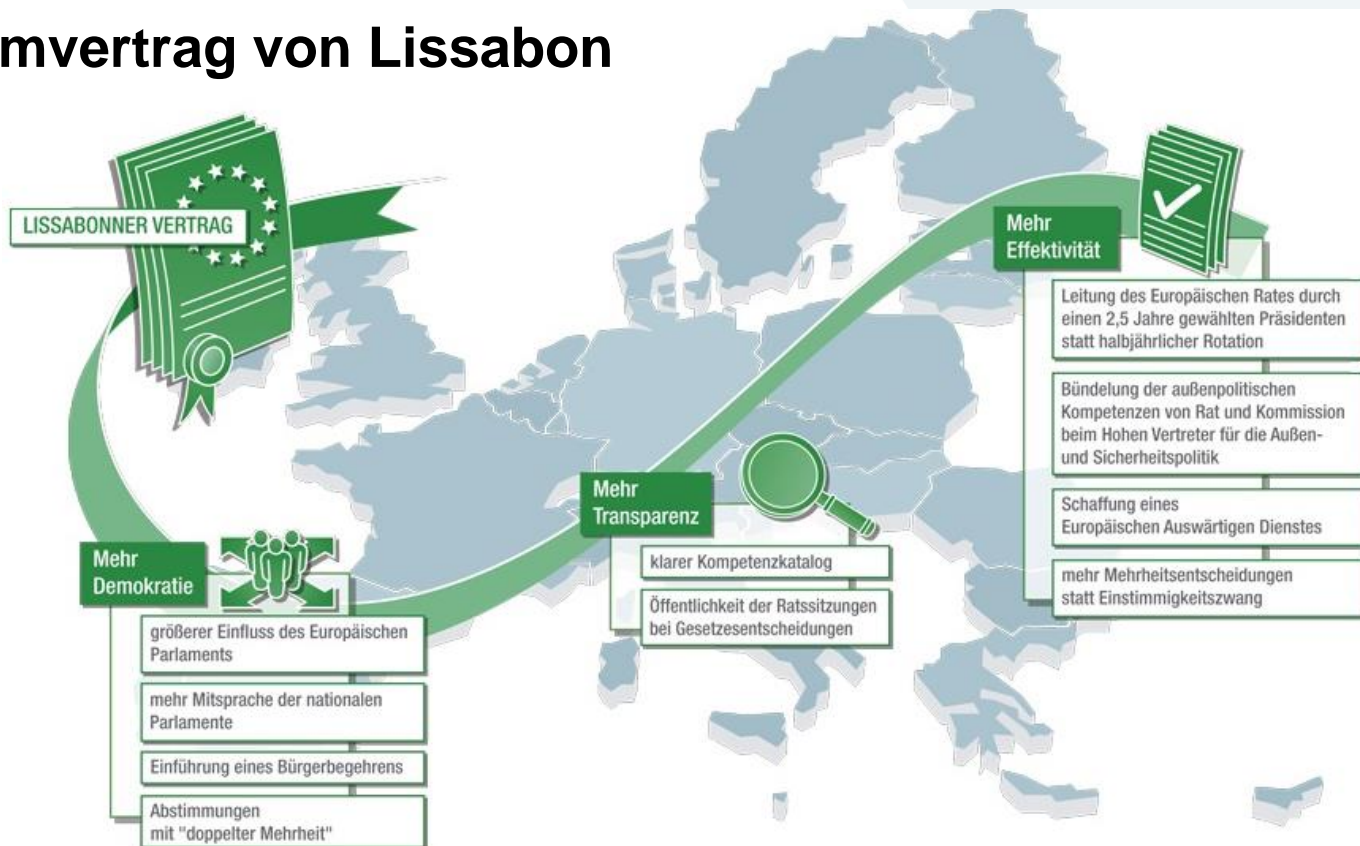 mvertrag von Lissabon
LISSABONNER VERTRAG
Mehr
Demokratie
größerer Einfluss des Europäischen
Parlaments
mehr Mitsprache der nationalen
Parlamente
Einführung eines Bürgerbegehrens
Abstimmungen
mit "doppelter Mehrheit"
Mehr
Transparenz
klarer Kompetenzkatalog
Öffentlichkeit der Ratssitzungen
bei Gesetzesentscheidungen
Mehr
Effektivität
Leitung des Europäischen Rates durch
einen 2,5 Jahre gewählten Präsidenten
statt halbjährlicher Rotation
Bündelung der außenpolitischen
Kompetenzen von Rat und Kommission
beim Hohen Vertreter für die Außen-
und Sicherheitspolitik
Schaffung eines
Europäischen Auswärtigen Dienstes
mehr Mehrheitsentscheidungen
statt Einstimmigkeitszwang